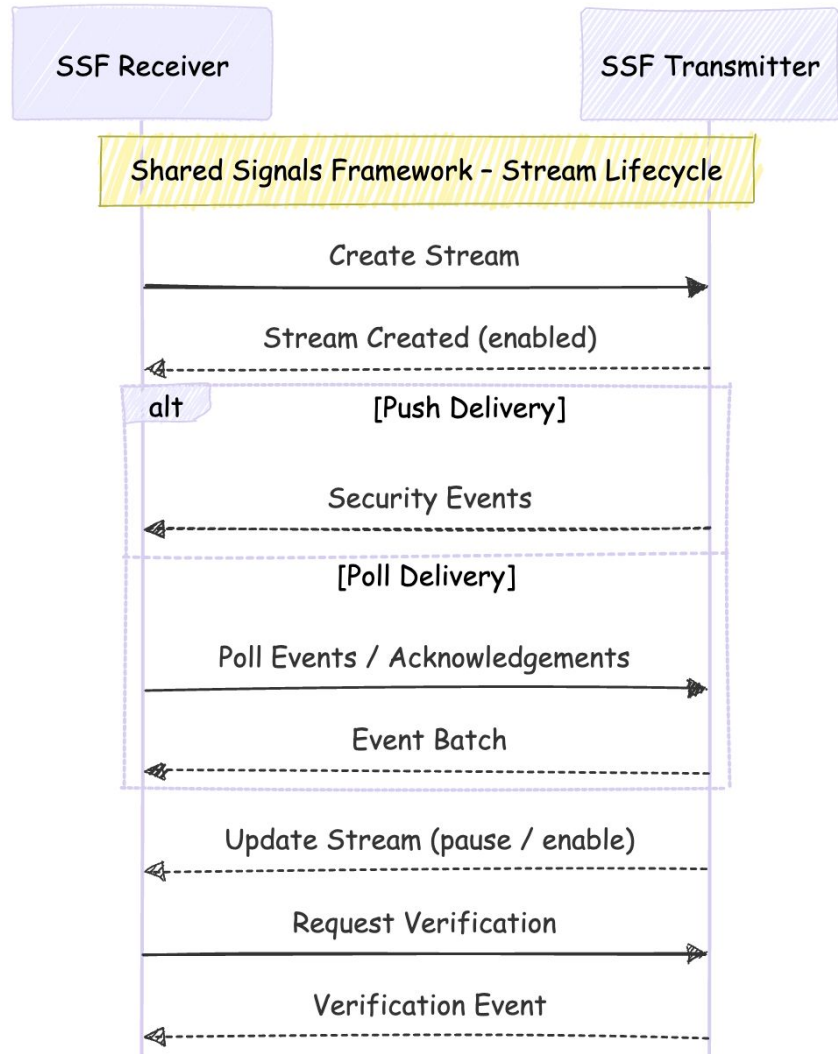 SSF Receiver
SSF Transmitter
Shared Signals Framework – Stream Lifecycle
Create Stream
Stream Created (enabled)
alt
[Push Delivery]
Security Events
[Poll Delivery]
Poll Events / Acknowledgements
Event Batch
Update Stream (pause / enable)
Request Verification
Verification Event